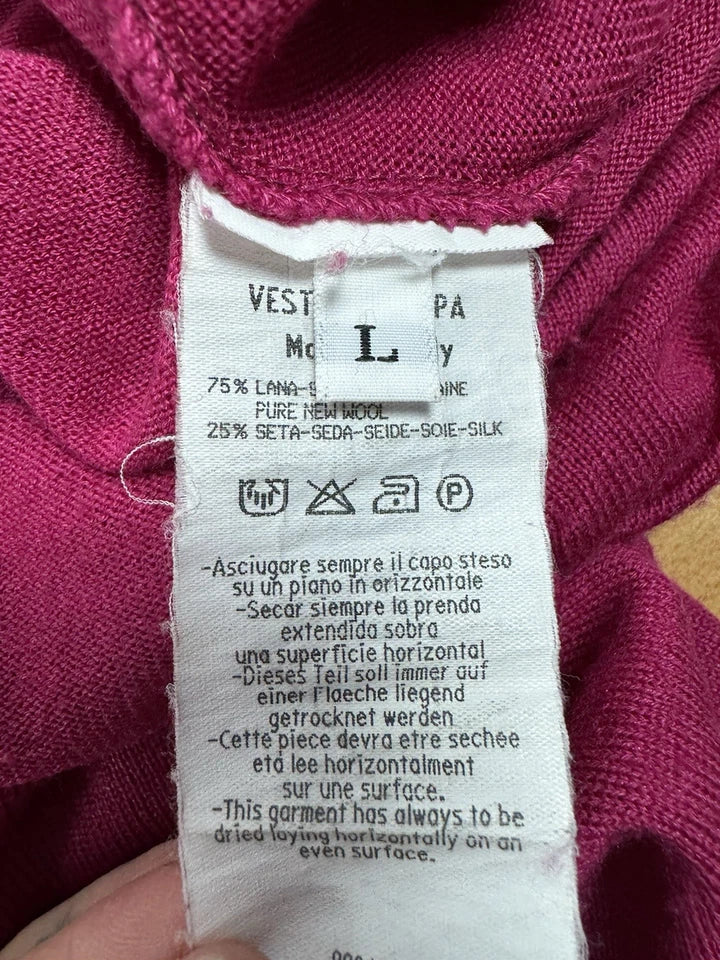 VEST
PA
L
Mo
y
75% LANA-
INE
PURE NEW WOOL
25% SETA-SEDA-SEIDE-SOIE-SILK
P
-Asciugare sempre il capo steso
su un piano in orizzontale
-Secar siempre la prenda
extendida sobra
una superficie horizontal
-Dieses Teil soll immer auf
einer Flaeche liegend
getrocknet werden
-Cette piece devra etre sechee
eta lee horizontalment
sur une surface.
-This garment has always to be
dried laying horizontally on an
even surface.